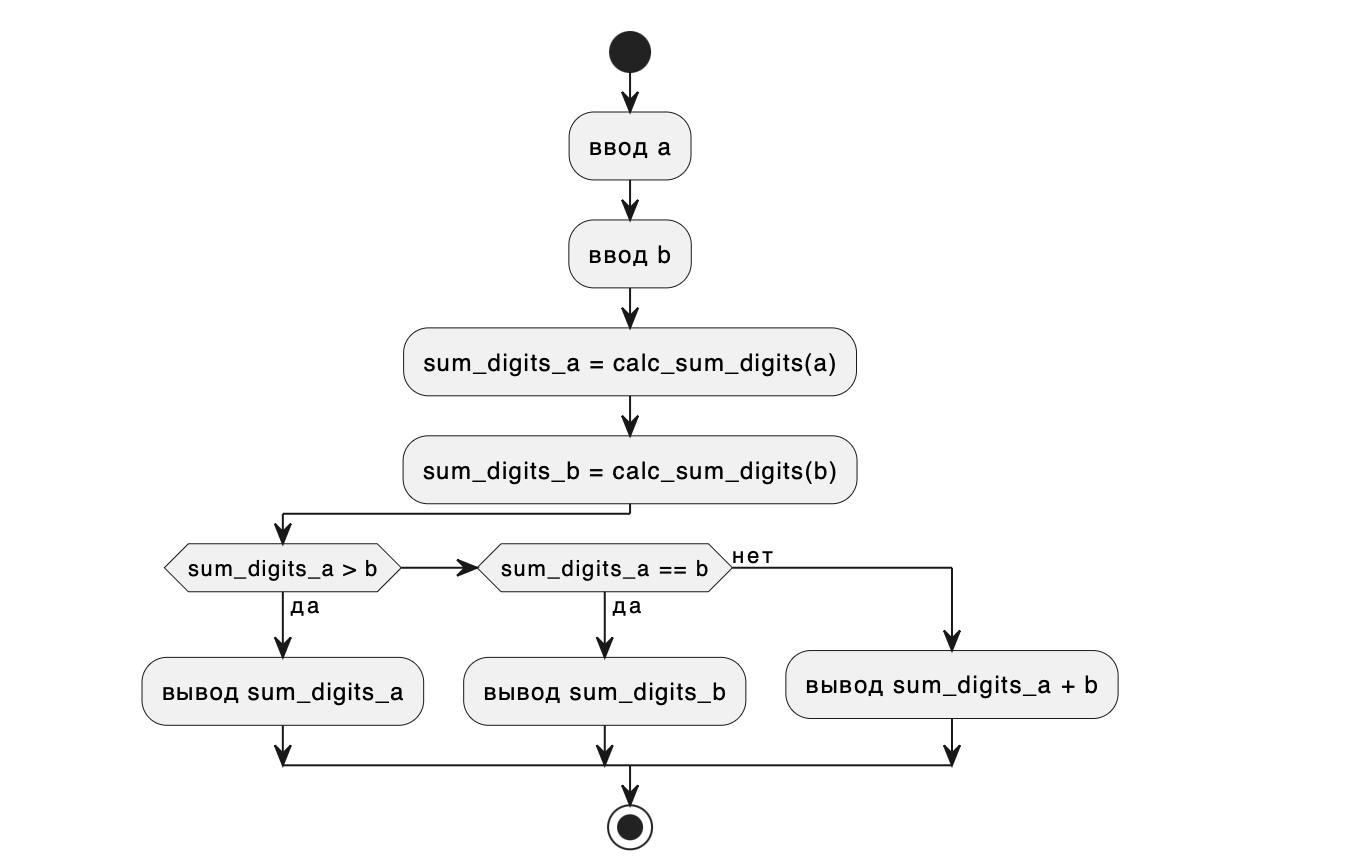 ввод a
ввод b
sum_digits_a = calc_sum_digits(a)
sum_digits_b = calc_sum_digits(b)
sum_digits_a > b
sum_digits_a == b
нет
да
да
вывод sum_digits_a
вывод sum_digits_b
вывод sum_digits_a + b